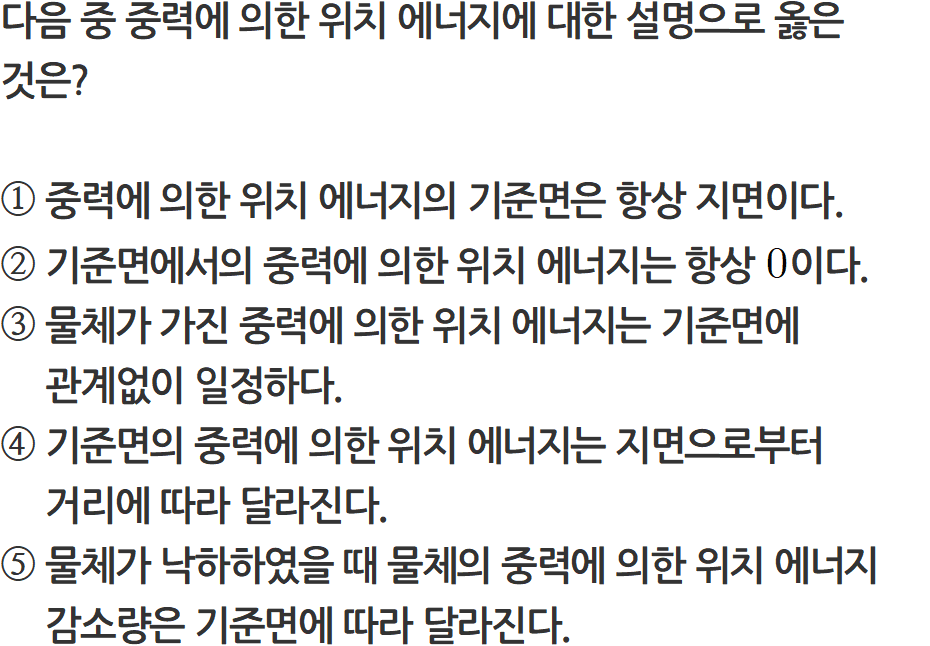 다음 중 중력에 의한 위치 에너지에 대한 설명으로 옳은
것은?
① 중력에 의한 위치 에너지의 기준면은 항상 지면이다.
② 기준면에서의 중력에 의한 위치 에너지는 항상 0이다.
③ 물체가 가진 중력에 의한 위치 에너지는 기준면에
관계없이 일정하다.
④ 기준면의 중력에 의한 위치 에너지는 지면으로부터
거리에 따라 달라진다.
⑤ 물체가 낙하하였을 때 물체의 중력에 의한 위치 에너지
감소량은 기준면에 따라 달라진다.